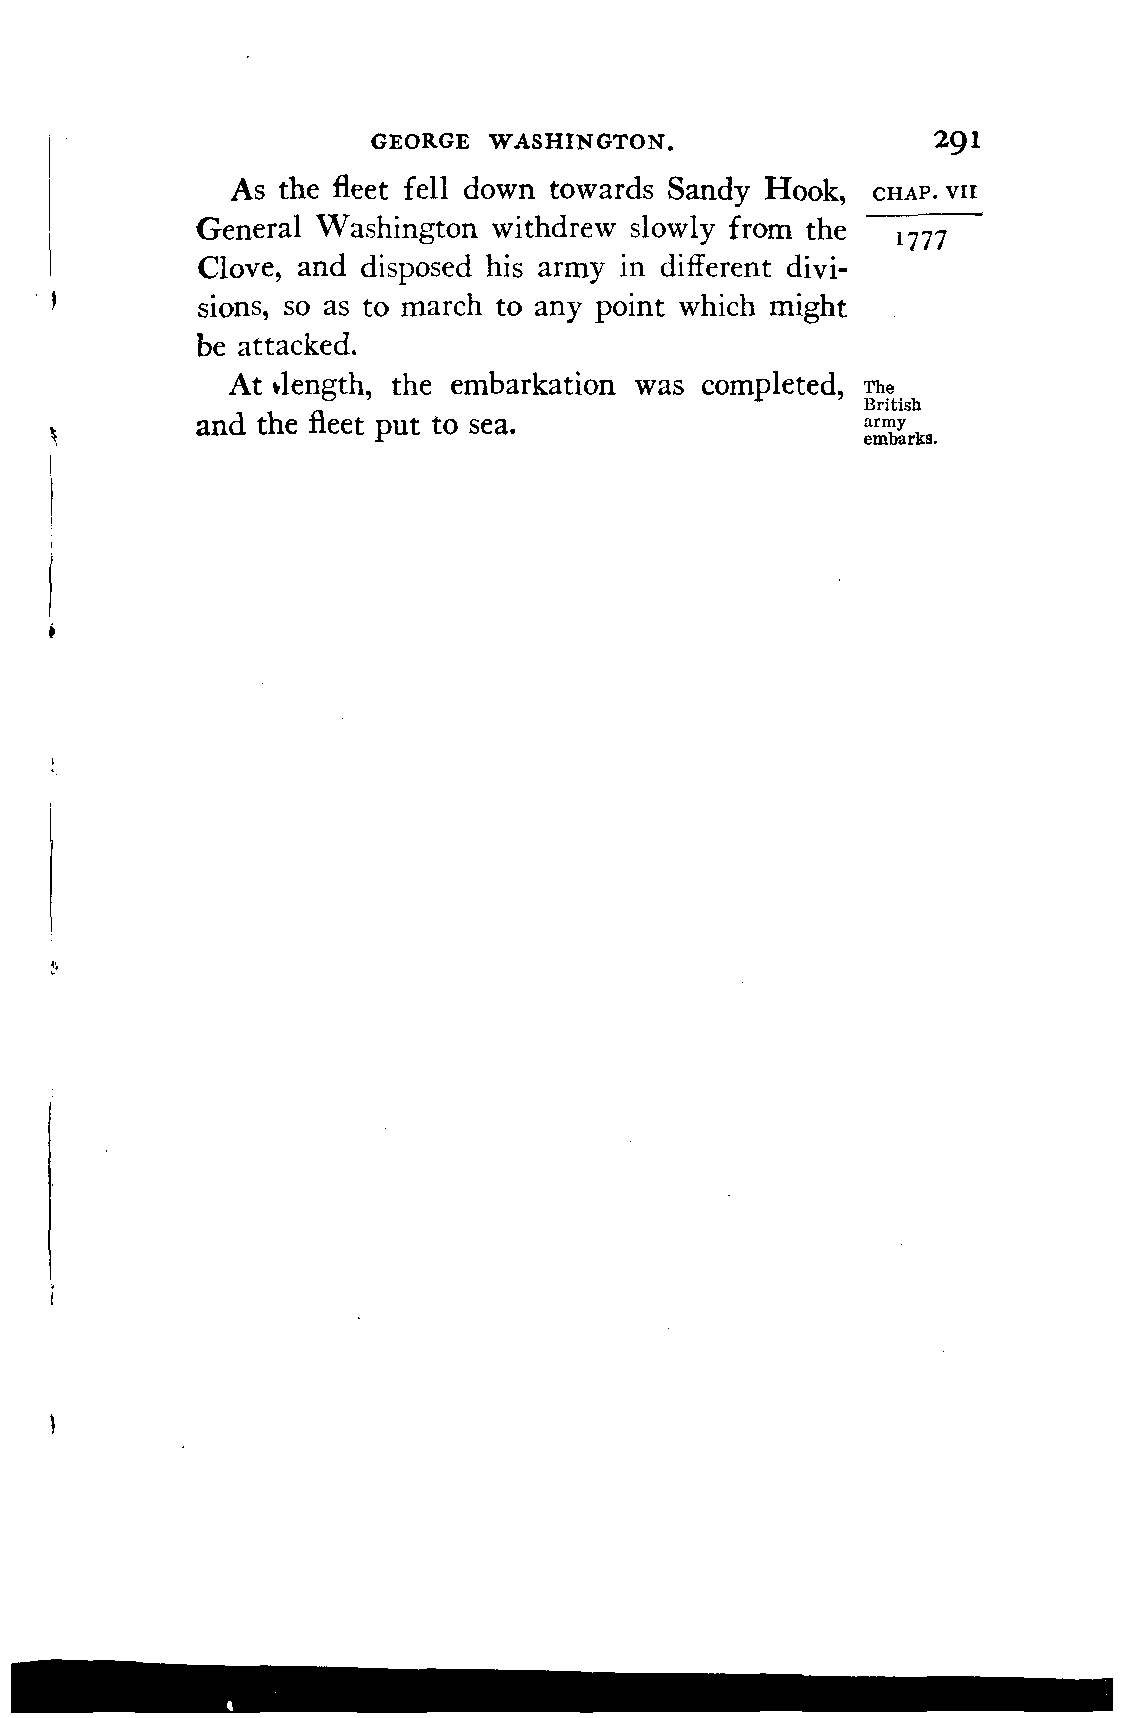 GEORGE WASHINGTON. 291
As the fleet fell down towards Sandy Hook,
General Washington withdrew slowly from the
Clove, and disposed his army in different divi-
sions, so as to march to any point which might
be attacked.
At length, the embarkation was completed,
and the fleet put to sea.
CHAP. VII
1777
The
British
army
embarks.